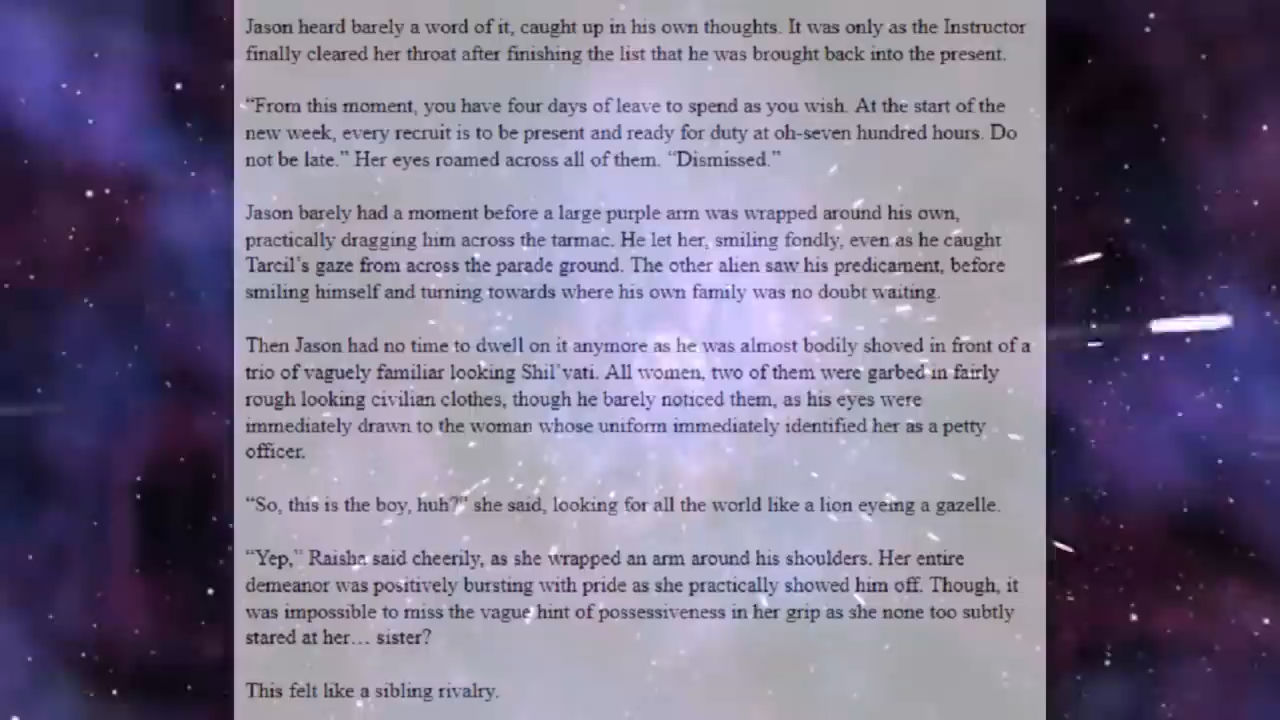 Jason heard barely a word of it, caught up in his own thoughts. It was only as the Instructor
finally cleared her throat after finishing the list that he was brought back into the present.
“From this moment, you have four days of leave to spend as you wish. At the start of the
new week, every recruit is to be present and ready for duty at oh-seven hundred hours. Do
not be late.” Her eyes roamed across all of them. “Dismissed.”
Jason barely had a moment before a large purple arm was wrapped around his own,
practically dragging him across the tarmac. He let her, smiling fondly, even as he caught
Tarcil’s gaze from across the parade ground. The other alien saw his predicament, before
smiling himself and turning towards where his own family was no doubt waiting.
Then Jason had no time to dwell on it anymore as he was almost bodily shoved in front of a
trio of vaguely familiar looking Shil’vati. All women, two of them were garbed in fairly
rough looking civilian clothes, though he barely noticed them, as his eyes were
immediately drawn to the woman whose uniform immediately identified her as a petty
officer.
“So, this is the boy, huh?” she said, looking for all the world like a lion eyeing a gazelle.
“Yep,” Raisha said cheerily, as she wrapped an arm around his shoulders. Her entire
demeanor was positively bursting with pride as she practically showed him off. Though, it
was impossible to miss the vague hint of possessiveness in her grip as she none too subtly
stared at her… sister?
This felt like a sibling rivalry.